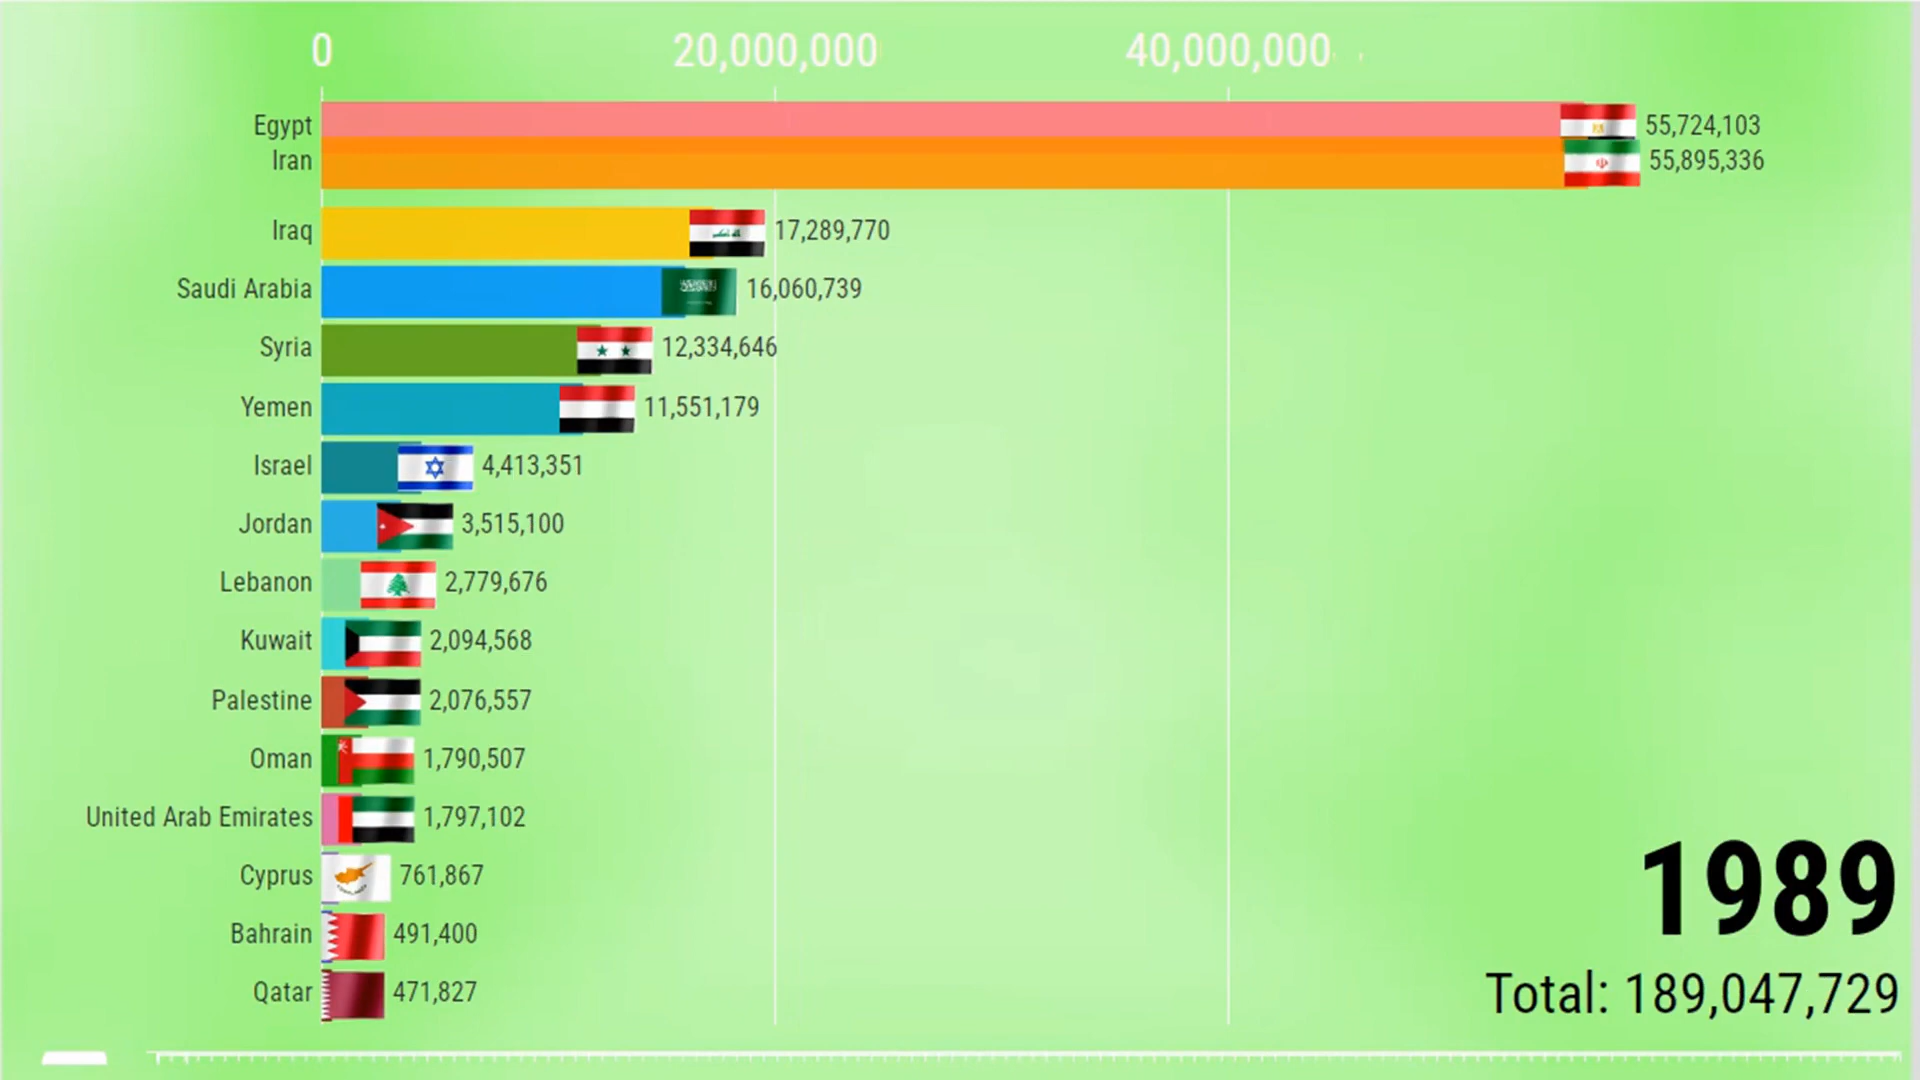 0 20,000,000 40,000,000
Egypt 55,724,103
Iran 55,895,336
Iraq 17,289,770
Saudi Arabia 16,060,739
Syria 12,334,646
Yemen 11,551,179
Israel 4,413,351
Jordan 3,515,100
Lebanon 2,779,676
Kuwait 2,094,568
Palestine 2,076,557
Oman 1,790,507
United Arab Emirates 1,797,102
Cyprus 761,867
Bahrain 491,400
Qatar 471,827
1989
Total: 189,047,729